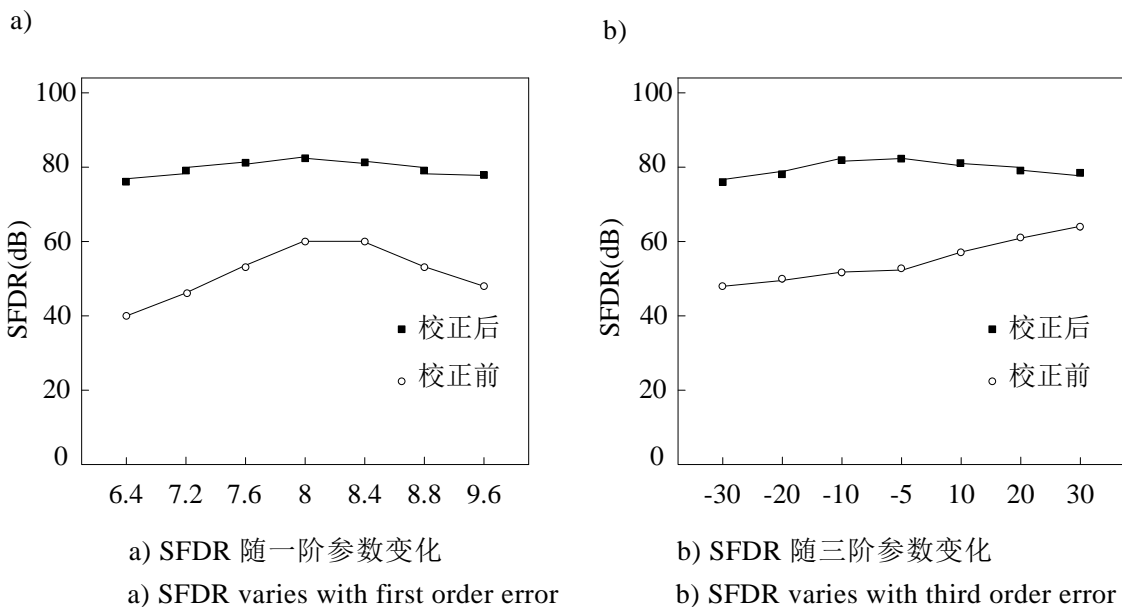 a)
100
80
60
40
20
0
SFDR(dB)
校正后
校正前
6.4 7.2 7.6 8 8.4 8.8 9.6
a) SFDR 随一阶参数变化
a) SFDR varies with first order error
b)
100
80
60
40
20
0
SFDR(dB)
校正后
校正前
-30 -20 -10 -5 10 20 30
b) SFDR 随三阶参数变化
b) SFDR varies with third order error